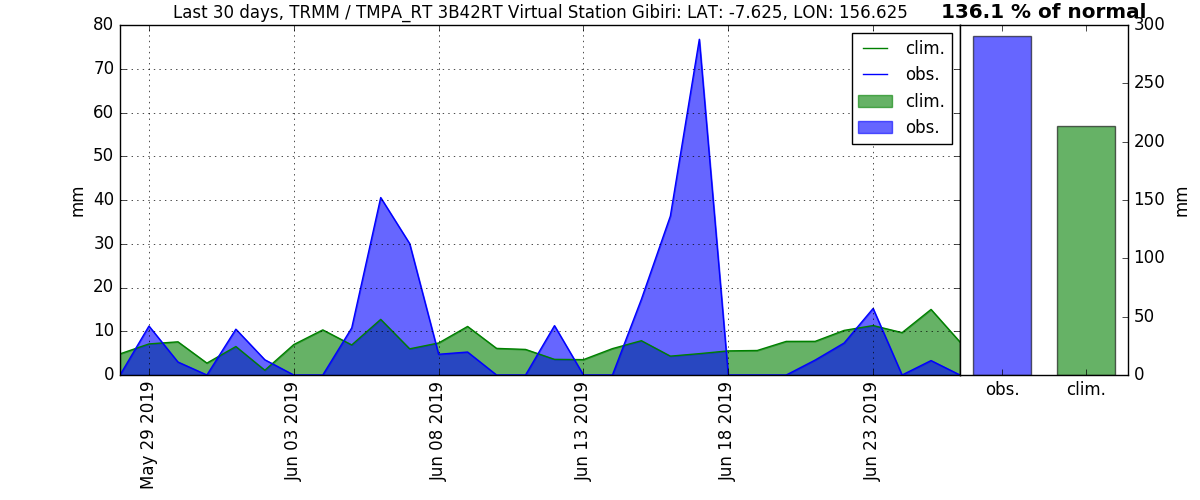 Last 30 days, TRMM / TMPA_RT 3B42RT Virtual Station Gibiri: LAT: -7.625, LON: 156.625
136.1 % of normal
80
70
60
50
40
30
20
10
0
mm
clim.
obs.
clim.
obs.
300
250
200
150
100
50
0
mm
May 29 2019
Jun 03 2019
Jun 08 2019
Jun 13 2019
Jun 18 2019
Jun 23 2019
obs.
clim.